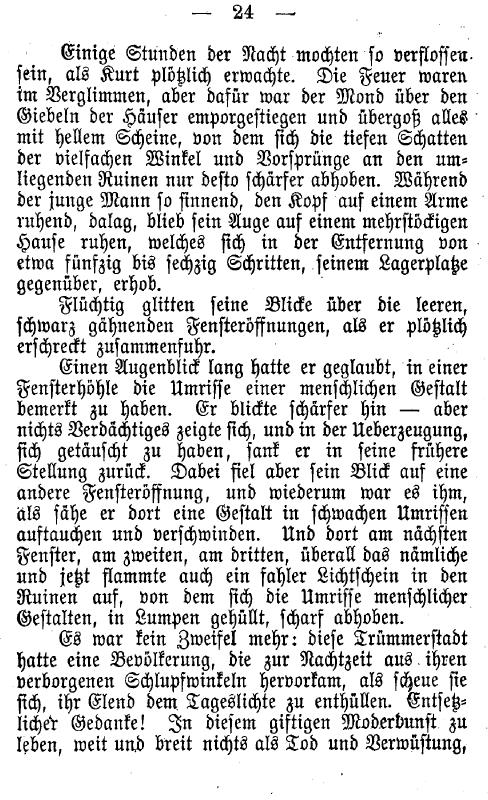 — 24 —
Einige Stunden der Nacht mochten so verflossen
sein, als Kurt plötzlich erwachte. Die Feuer waren
im Verglimmen, aber dafür war der Mond über den
Giebeln der Häuser emporgestiegen und übergoß alles
mit hellem Scheine, von dem sich die tiefen Schatten
der vielfachen Winkel und Vorsprünge an den um-
liegenden Ruinen nur desto schärfer abhoben. Während
der junge Mann so sinnend, den Kopf auf einem Arme
ruhend, dalag, blieb sein Auge auf einem mehrstöckigen
Hause ruhen, welches sich in der Entfernung von
etwa fünfzig bis sechzig Schritten, seinem Lagerplatze
gegenüber, erhob.
Flüchtig glitten seine Blicke über die leeren,
schwarz gähnenden Fensteröffnungen, als er plötzlich
erschreckt zusammenfuhr.
Einen Augenblick lang hatte er geglaubt, in einer
Fensterhöhle die Umrisse einer menschlichen Gestalt
bemerkt zu haben. Er blickte schärfer hin — aber
nichts Verdächtiges zeigte sich, und in der Ueberzeugung,
sich getäuscht zu haben, sank er in seine frühere
Stellung zurück. Dabei fiel aber sein Blick auf eine
andere Fensteröffnung, und wiederum war es ihm,
als sähe er dort eine Gestalt in schwachen Umrissen
auftauchen und verschwinden. Und dort am nächsten
Fenster, am zweiten, am dritten, überall das nämliche
und jetzt flammte auch ein fahler Lichtschein in den
Ruinen auf, von dem sich die Umrisse menschlicher
Gestalten, in Lumpen gehüllt, scharf abhoben.
Es war kein Zweifel mehr: diese Trümmerstadt
hatte eine Bevölkerung, die zur Nachtzeit aus ihren
verborgenen Schlupfwinkeln hervorkam, als scheue sie
sich, ihr Elend dem Tageslichte zu enthüllen. Entsetz-
licher Gedanke! In diesem giftigen Moderdunst zu
leben, weit und breit nichts als Tod und Verwüstung,